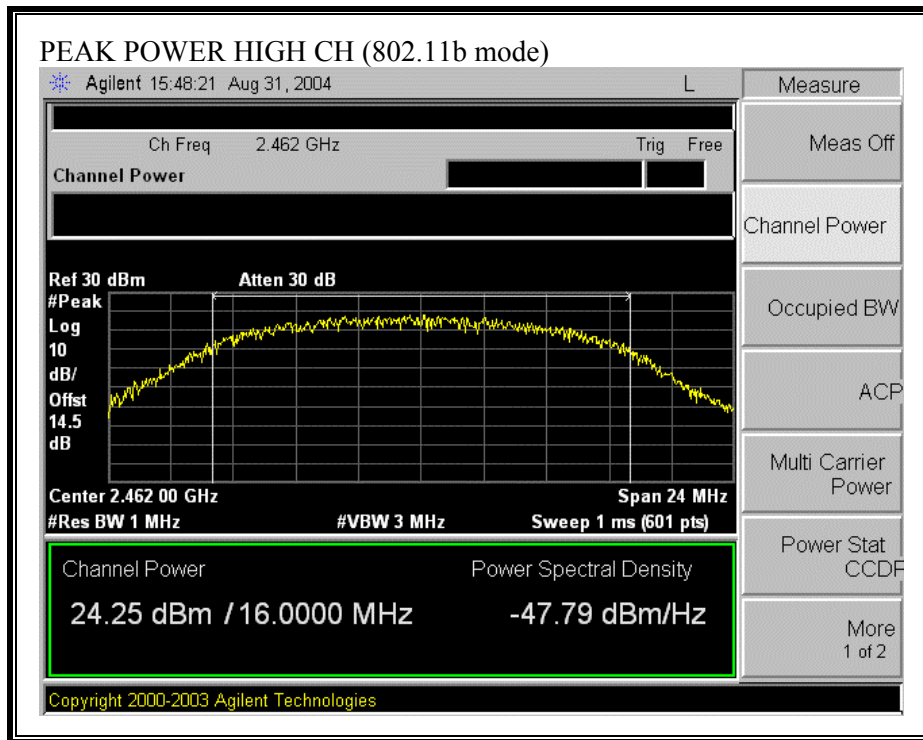 PEAK POWER HIGH CH (802.11b mode)
Agilent 15:48:21 Aug 31, 2004 L
Measure
Ch Freq 2.462 GHz Trig Free
Meas Off
Channel Power
Channel Power
Ref 30 dBm Atten 30 dB
#Peak
Log
10
dB/
Offst
14.5
dB
Occupied BW
ACP
Multi Carrier
Power
Center 2.462 00 GHz Span 24 MHz
#Res BW 1 MHz #VBW 3 MHz Sweep 1 ms (601 pts)
Power Stat
CCDF
Channel Power Power Spectral Density
24.25 dBm / 16.0000 MHz -47.79 dBm/Hz
More
1 of 2
Copyright 2000-2003 Agilent Technologies